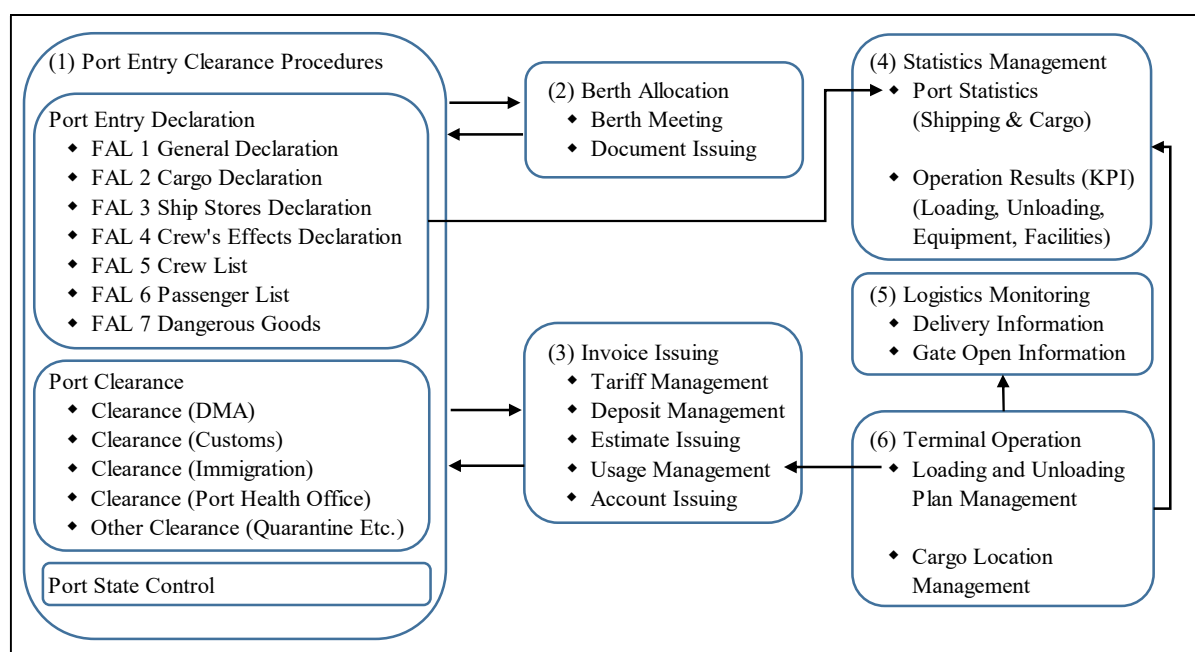 (1) Port Entry Clearance Procedures
Port Entry Declaration
◆ FAL 1 General Declaration
◆ FAL 2 Cargo Declaration
◆ FAL 3 Ship Stores Declaration
◆ FAL 4 Crew's Effects Declaration
◆ FAL 5 Crew List
◆ FAL 6 Passenger List
◆ FAL 7 Dangerous Goods
Port Clearance
◆ Clearance (DMA)
◆ Clearance (Customs)
◆ Clearance (Immigration)
◆ Clearance (Port Health Office)
◆ Other Clearance (Quarantine Etc.)
Port State Control
(2) Berth Allocation
◆ Berth Meeting
◆ Document Issuing
(3) Invoice Issuing
◆ Tariff Management
◆ Deposit Management
◆ Estimate Issuing
◆ Usage Management
◆ Account Issuing
(4) Statistics Management
◆ Port Statistics
(Shipping & Cargo)
◆ Operation Results (KPI)
(Loading, Unloading,
Equipment, Facilities)
(5) Logistics Monitoring
◆ Delivery Information
◆ Gate Open Information
(6) Terminal Operation
◆ Loading and Unloading
Plan Management
◆ Cargo Location
Management